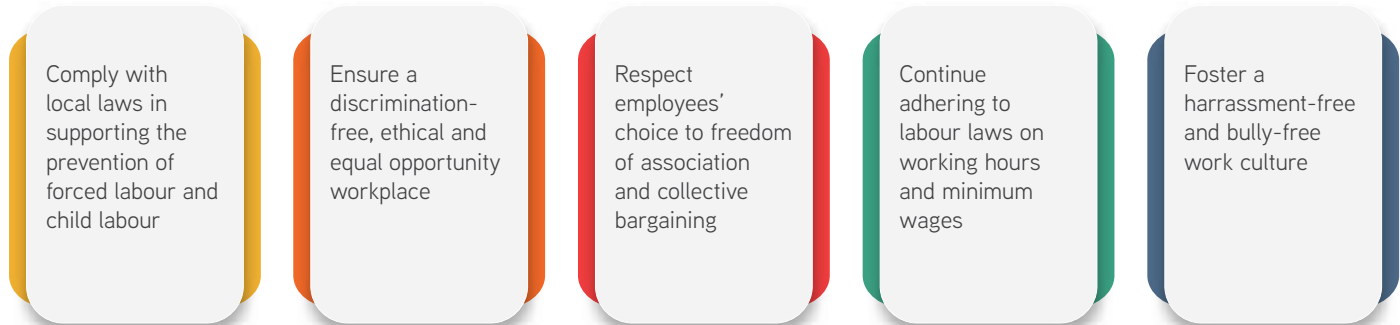 Comply with
local laws in
supporting the
prevention of
forced labour and
child labour
Ensure a
discrimination-
free, ethical and
equal opportunity
workplace
Respect
employees’
choice to freedom
of association
and collective
bargaining
Continue
adhering to
labour laws on
working hours
and minimum
wages
Foster a
harrassment-free
and bully-free
work culture